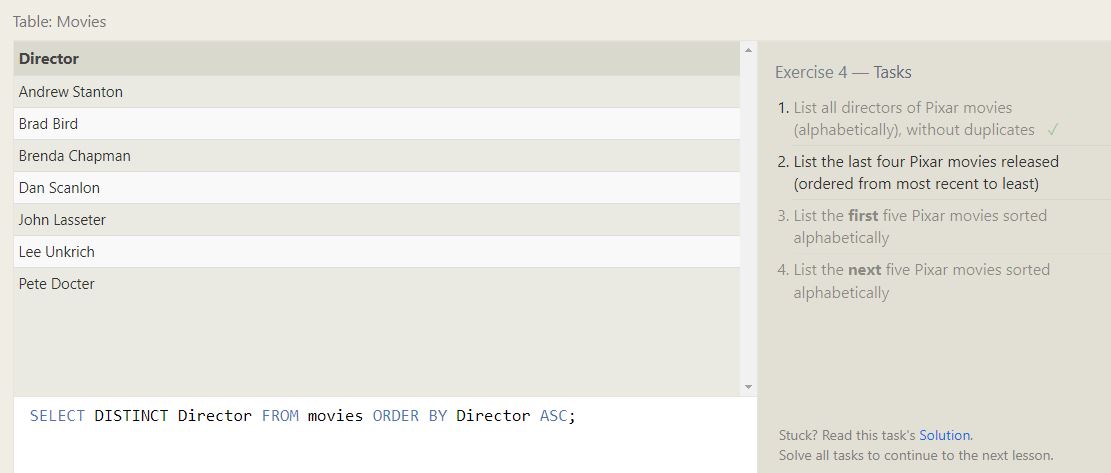 Table: Movies
Director
Andrew Stanton
Brad Bird
Brenda Chapman
Dan Scanlon
John Lasseter
Lee Unkrich
Pete Docter
SELECT DISTINCT Director FROM movies ORDER BY Director ASC;
Exercise 4 — Tasks
1. List all directors of Pixar movies
(alphabetically), without duplicates ✓
2. List the last four Pixar movies released
(ordered from most recent to least)
3. List the first five Pixar movies sorted
alphabetically
4. List the next five Pixar movies sorted
alphabetically
Stuck? Read this task's Solution.
Solve all tasks to continue to the next lesson.